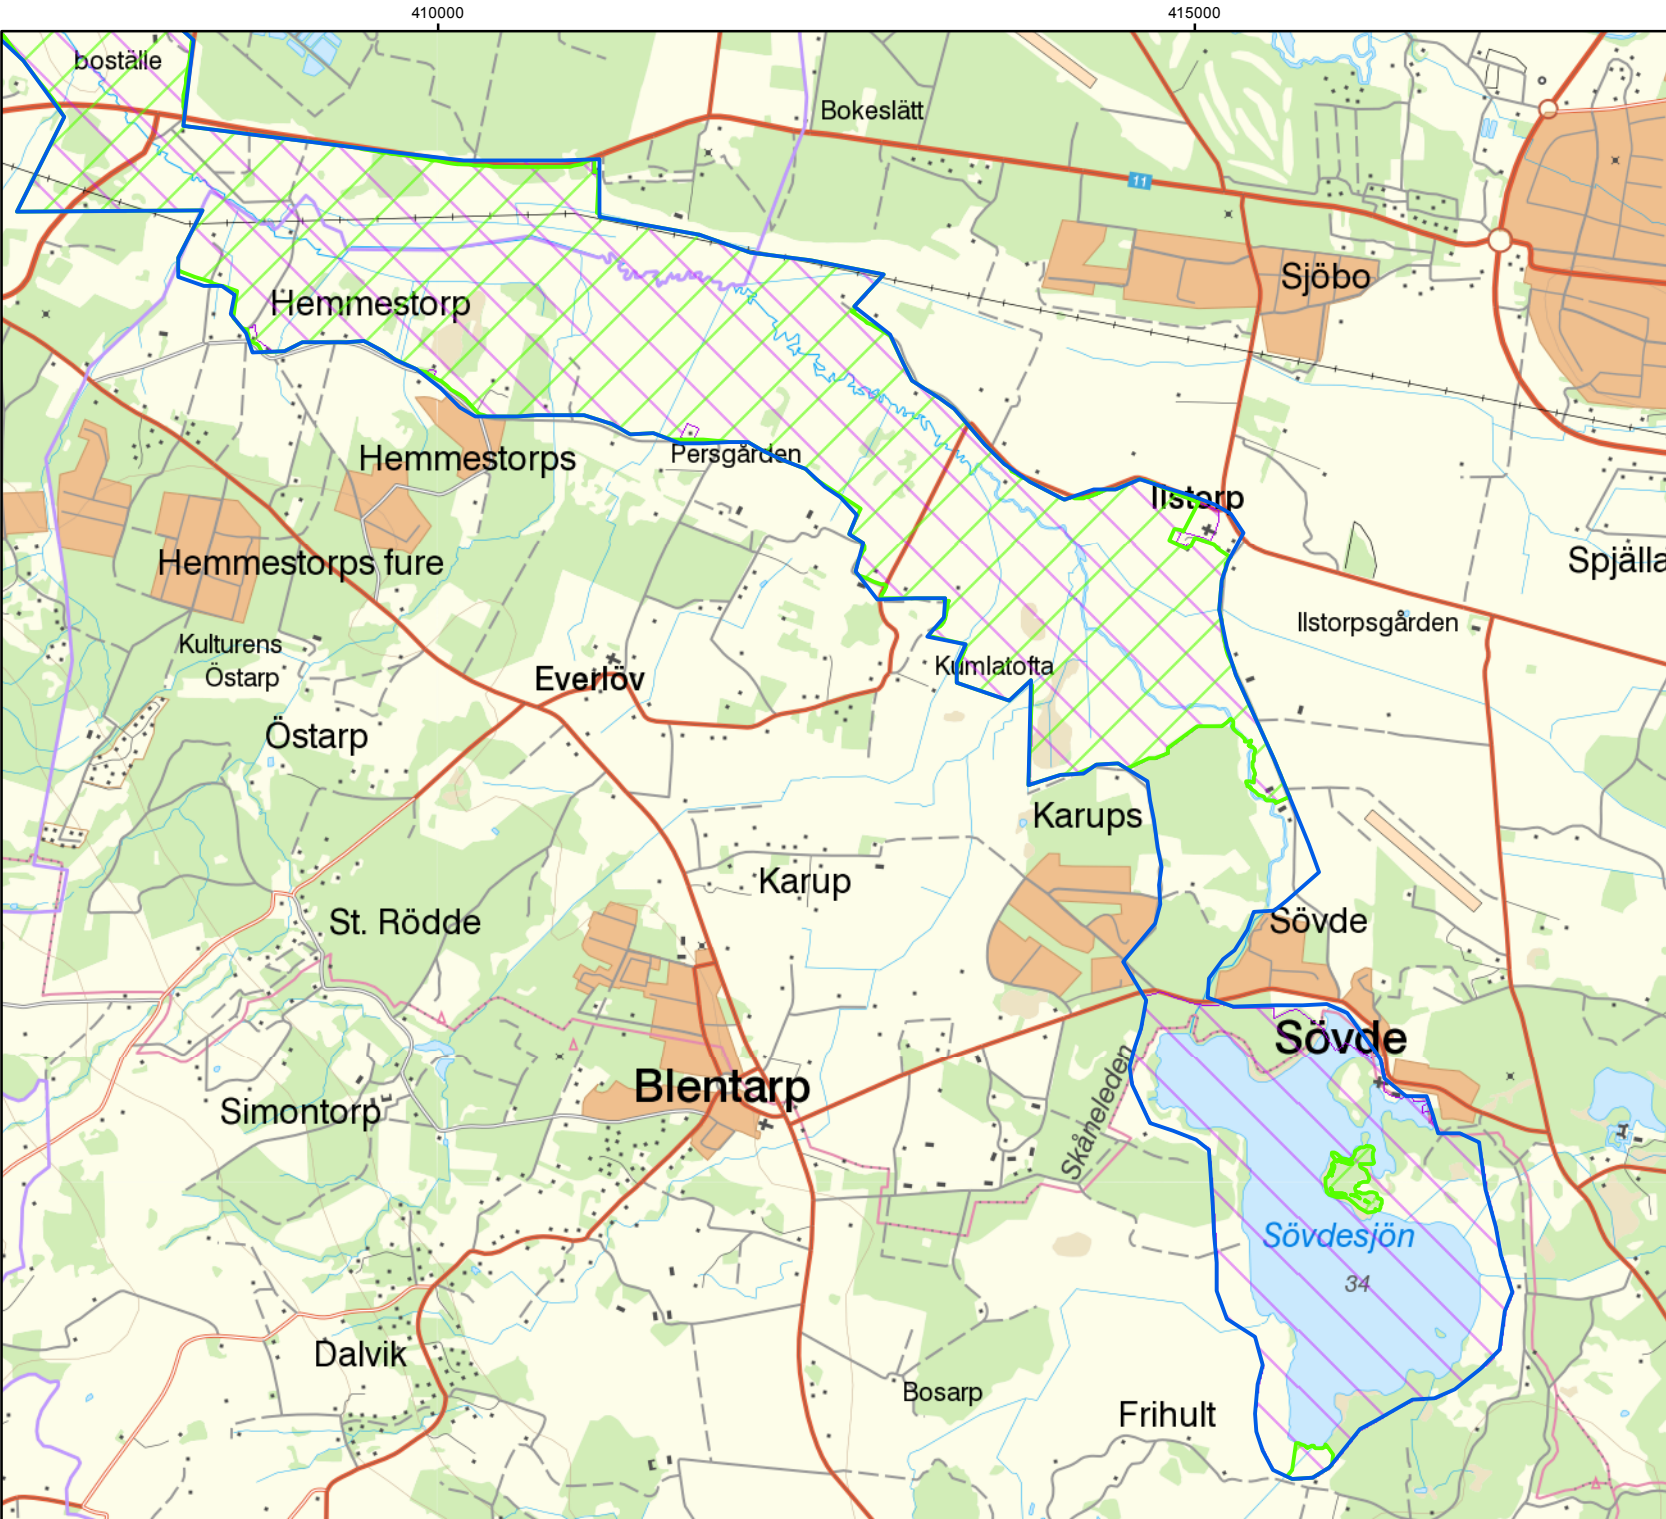 410000
415000
boställe
Bokeslätt
11
Sjöbo
Hemmestorp
Hemmestorps
Persgården
Ilstorp
Hemmestorps fure
Spjälla
Ilstorpsgården
Kulturens
Östarp
Everlöv
Kumlatofta
Östarp
Karups
Karup
St. Rödde
Sövde
Sövde
Blentarp
Skåneleden
Simontorp
Sövdesjön
34
Dalvik
Bosarp
Frihult